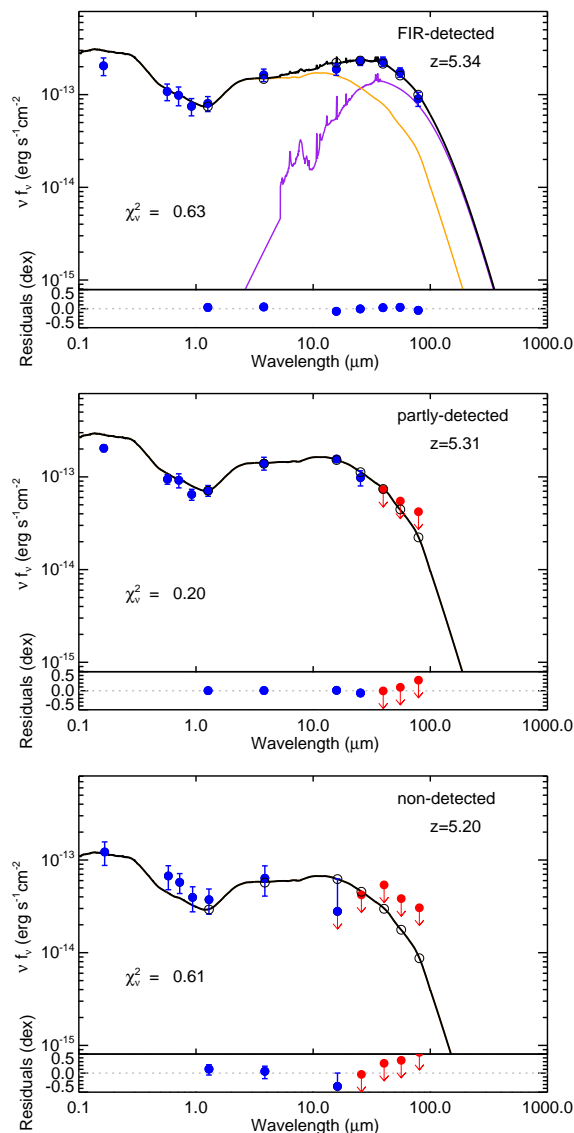 FIR-detected
z=5.34
10⁻¹³
10⁻¹⁴
10⁻¹⁵
ν f_ν (erg s⁻¹cm⁻²)
χ²_ν = 0.63
0.5
0.0
-0.5
Residuals (dex)
0.1 1.0 10.0 100.0 1000.0
Wavelength (μm)
partly-detected
z=5.31
10⁻¹³
10⁻¹⁴
10⁻¹⁵
ν f_ν (erg s⁻¹cm⁻²)
χ²_ν = 0.20
0.5
0.0
-0.5
Residuals (dex)
0.1 1.0 10.0 100.0 1000.0
Wavelength (μm)
non-detected
z=5.20
10⁻¹³
10⁻¹⁴
10⁻¹⁵
ν f_ν (erg s⁻¹cm⁻²)
χ²_ν = 0.61
0.5
0.0
-0.5
Residuals (dex)
0.1 1.0 10.0 100.0 1000.0
Wavelength (μm)